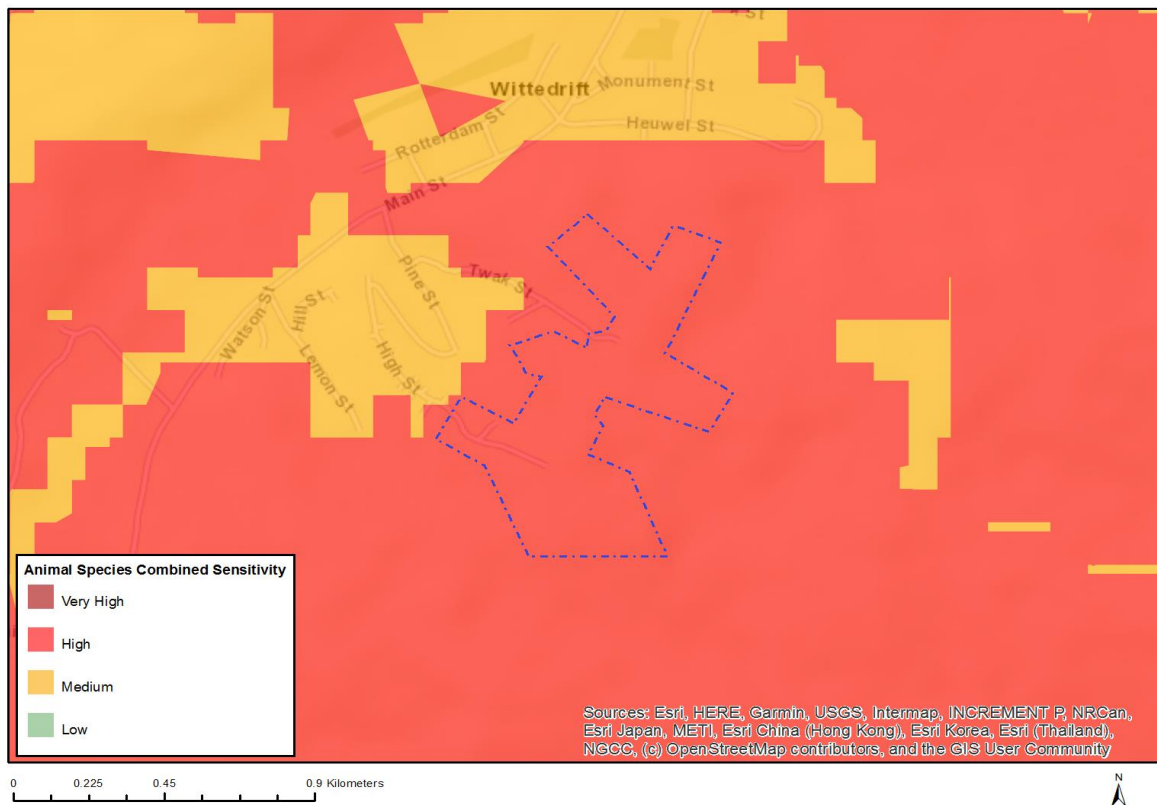 St
Wittedrift
Monument St
Rotterdam St
Heuwel St
Main St
Pine St
Twak St
Watson St
Hill St
Lemon St
High St
Animal Species Combined Sensitivity
Very High
High
Medium
Low
Sources: Esri, HERE, Garmin, USGS, Intermap, INCREMENT P, NRCan,
Esri Japan, METI, Esri China (Hong Kong), Esri Korea, Esri (Thailand),
NGCC, (c) OpenStreetMap contributors, and the GIS User Community
0 0.225 0.45 0.9 Kilometers
N